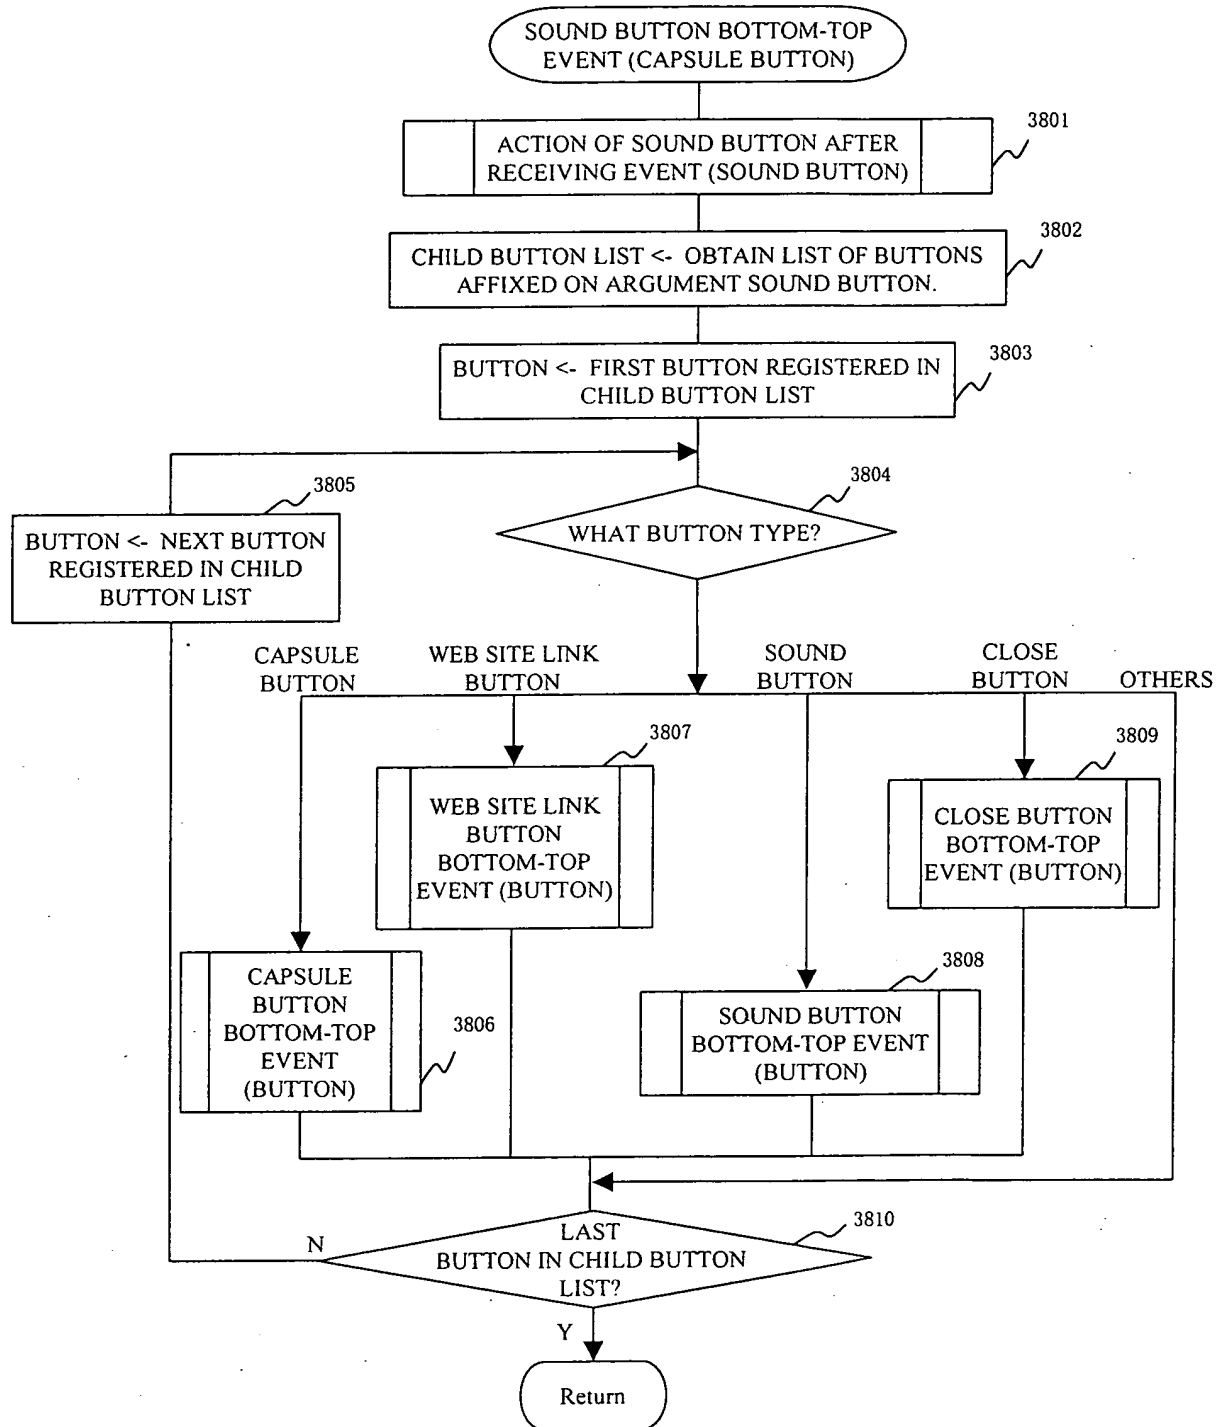 SOUND BUTTON BOTTOM-TOP
EVENT (CAPSULE BUTTON)
3801
ACTION OF SOUND BUTTON AFTER
RECEIVING EVENT (SOUND BUTTON)
3802
CHILD BUTTON LIST <- OBTAIN LIST OF BUTTONS
AFFIXED ON ARGUMENT SOUND BUTTON.
3803
BUTTON <- FIRST BUTTON REGISTERED IN
CHILD BUTTON LIST
3804
WHAT BUTTON TYPE?
3805
BUTTON <- NEXT BUTTON
REGISTERED IN CHILD
BUTTON LIST
CAPSULE
BUTTON
WEB SITE LINK
BUTTON
SOUND
BUTTON
CLOSE
BUTTON
OTHERS
3807
WEB SITE LINK
BUTTON
BOTTOM-TOP
EVENT (BUTTON)
3809
CLOSE BUTTON
BOTTOM-TOP
EVENT (BUTTON)
CAPSULE
BUTTON
BOTTOM-TOP
EVENT
(BUTTON)
3806
3808
SOUND BUTTON
BOTTOM-TOP EVENT
(BUTTON)
3810
LAST
BUTTON IN CHILD BUTTON
LIST?
N
Y
Return